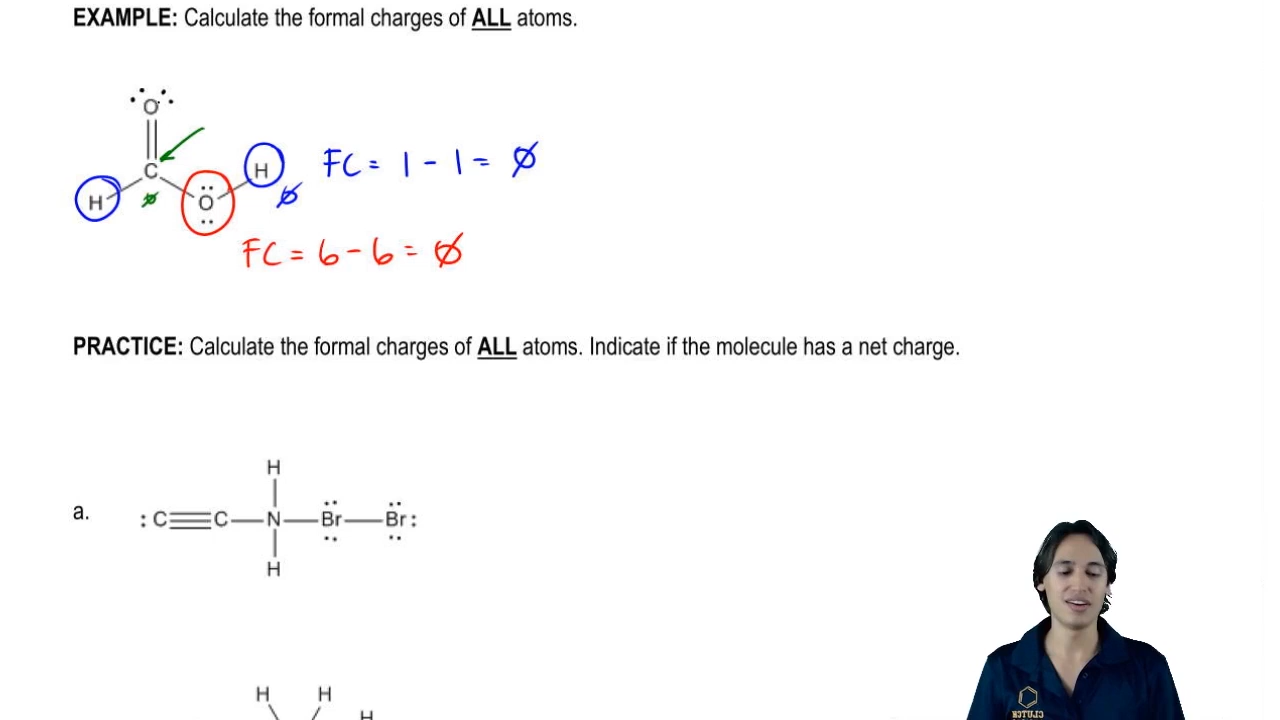 EXAMPLE: Calculate the formal charges of ALL atoms.
O
C
H
O
H
FC = 1 - 1 = ∅
∅
∅
FC = 6 - 6 = ∅
PRACTICE: Calculate the formal charges of ALL atoms. Indicate if the molecule has a net charge.
H
a.
:C≡C—N—Br—Br:
H
H H
H
CLUTCH